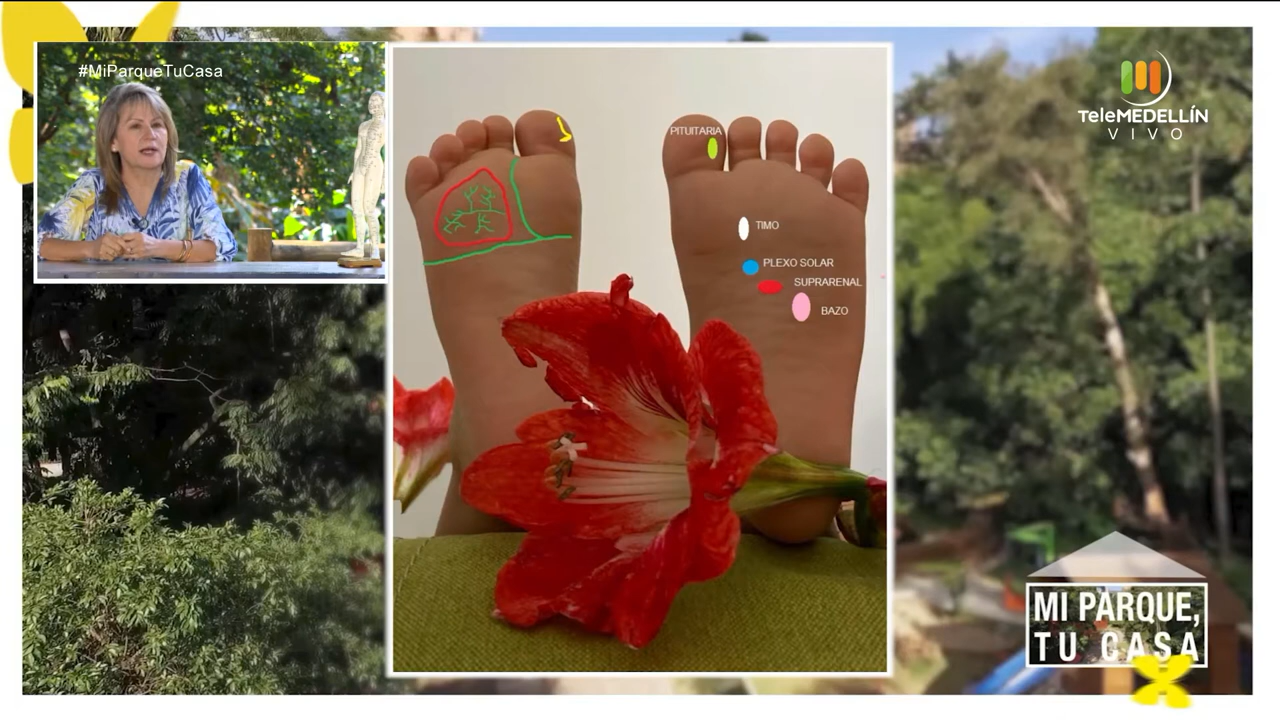 #MiParqueTuCasa
TeleMEDELLÍN
VIVO
PITUITARIA
TIMO
PLEXO SOLAR
SUPRARENAL
BAZO
MI PARQUE,
TU CASA